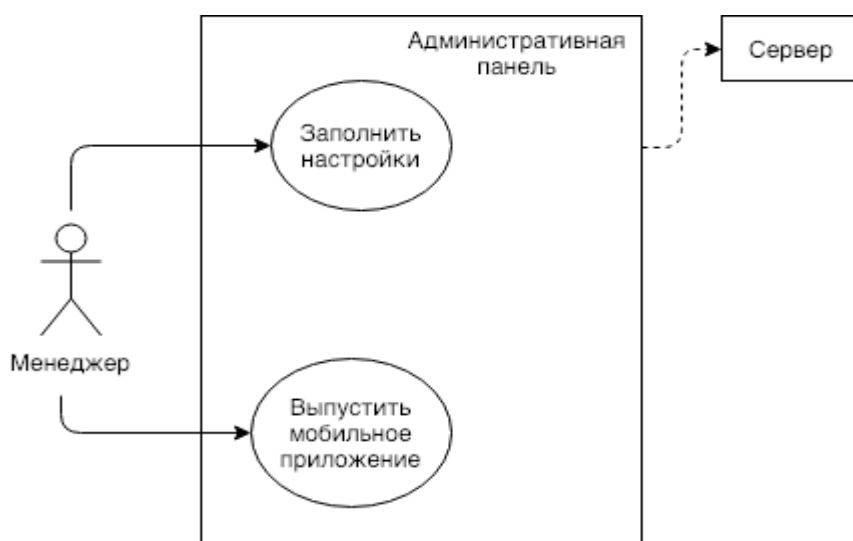 Административная
панель
Сервер
Заполнить
настройки
Менеджер
Выпустить
мобильное
приложение